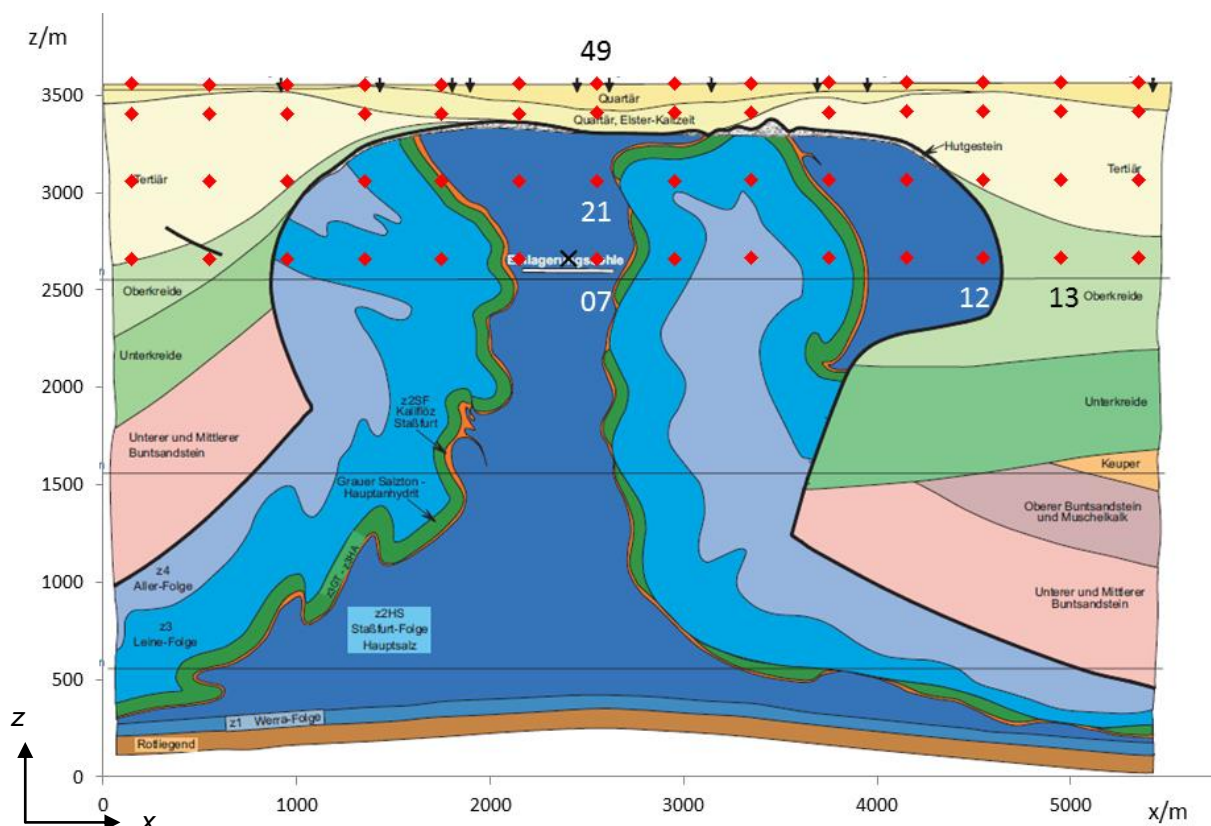 z/m
49
3500
Quartär
Quartär, Elster-Kaltzeit
Hutgestein
Tertiär
Tertiär
3000
21
2500
07
12
13
Oberkreide
Oberkreide
Unterkreide
2000
z2SF
Kaliflöz
Staßfurt
Unterkreide
Unterer und Mittlerer
Buntsandstein
Keuper
1500
Grauer Salzton -
Hauptanhydrit
Oberer Buntsandstein
und Muschelkalk
z3GT - z3HA
1000
z4
Aller-Folge
Unterer und Mittlerer
Buntsandstein
z3
Leine-Folge
z2HS
Staßfurt-Folge
Hauptsalz
500
z1 Werra-Folge
Rotliegend
z
0
x
0 1000 2000 3000 4000 5000 x/m